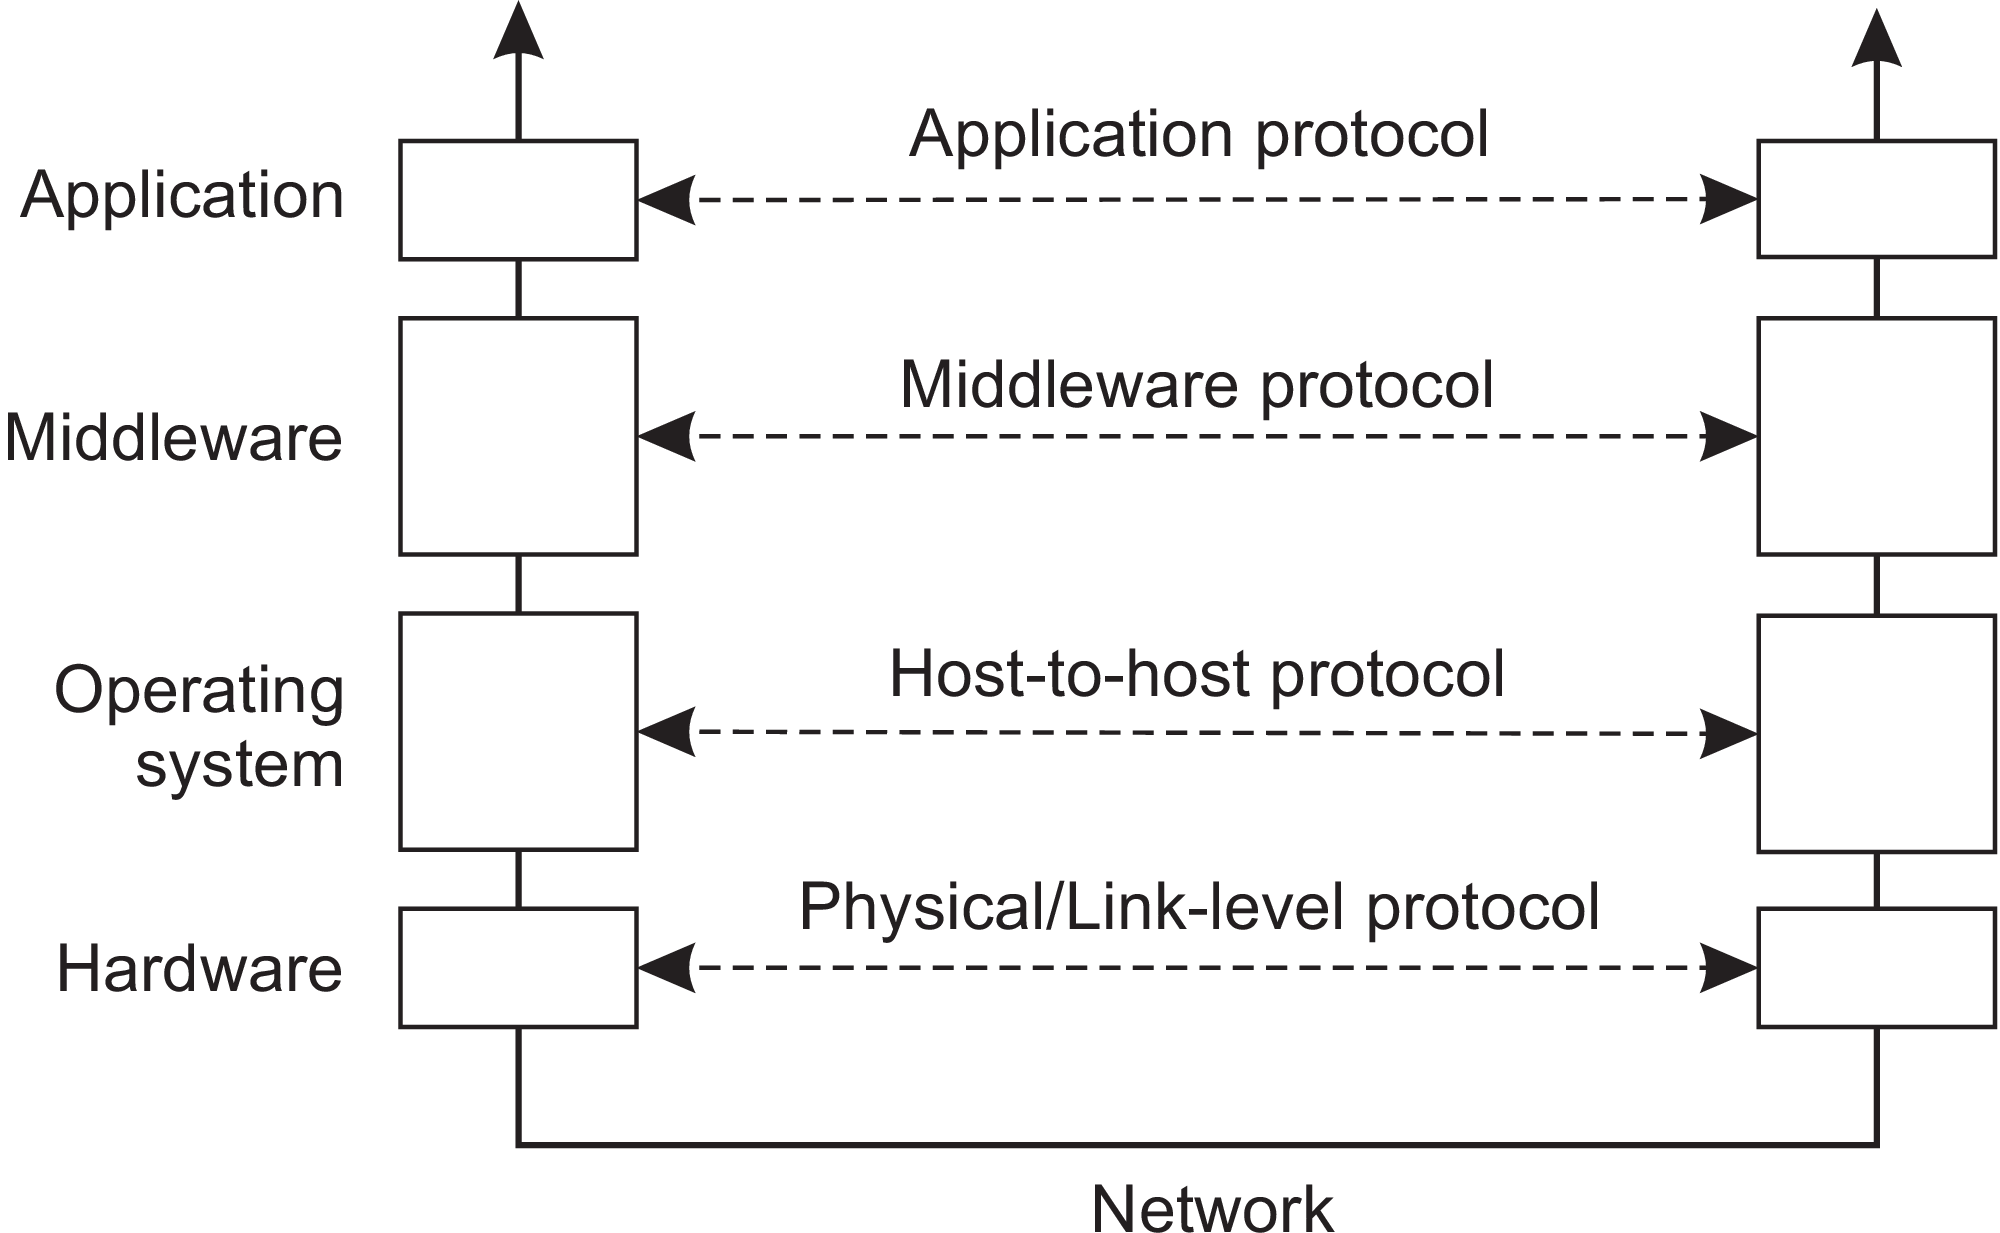 Application protocol
Application
Middleware protocol
Middleware
Host-to-host protocol
Operating
system
Physical/Link-level protocol
Hardware
Network